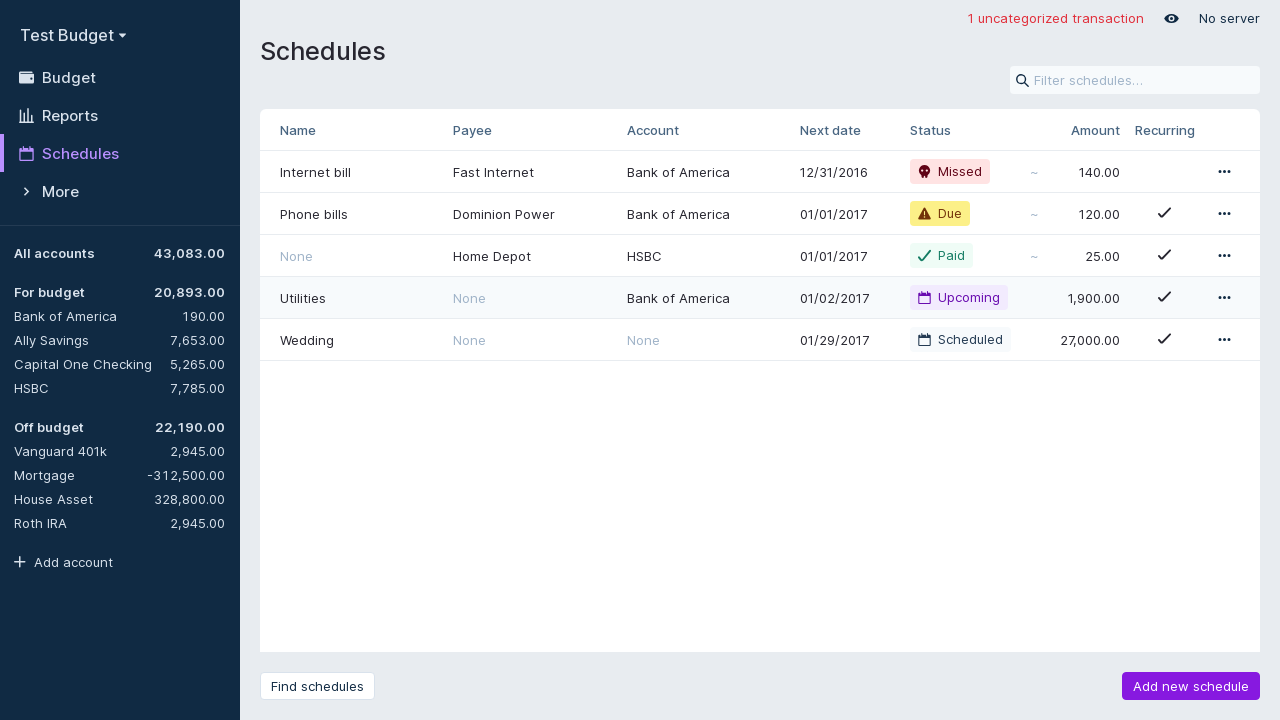 Test Budget
Budget
Reports
Schedules
More
All accounts 43,083.00
For budget 20,893.00
Bank of America 190.00
Ally Savings 7,653.00
Capital One Checking 5,265.00
HSBC 7,785.00
Off budget 22,190.00
Vanguard 401k 2,945.00
Mortgage -312,500.00
House Asset 328,800.00
Roth IRA 2,945.00
Add account
1 uncategorized transaction No server
Schedules
Filter schedules…
Name Payee Account Next date Status Amount Recurring
Internet bill Fast Internet Bank of America 12/31/2016 Missed ~ 140.00
Phone bills Dominion Power Bank of America 01/01/2017 Due ~ 120.00
None Home Depot HSBC 01/01/2017 Paid ~ 25.00
Utilities None Bank of America 01/02/2017 Upcoming 1,900.00
Wedding None None 01/29/2017 Scheduled 27,000.00
Find schedules Add new schedule